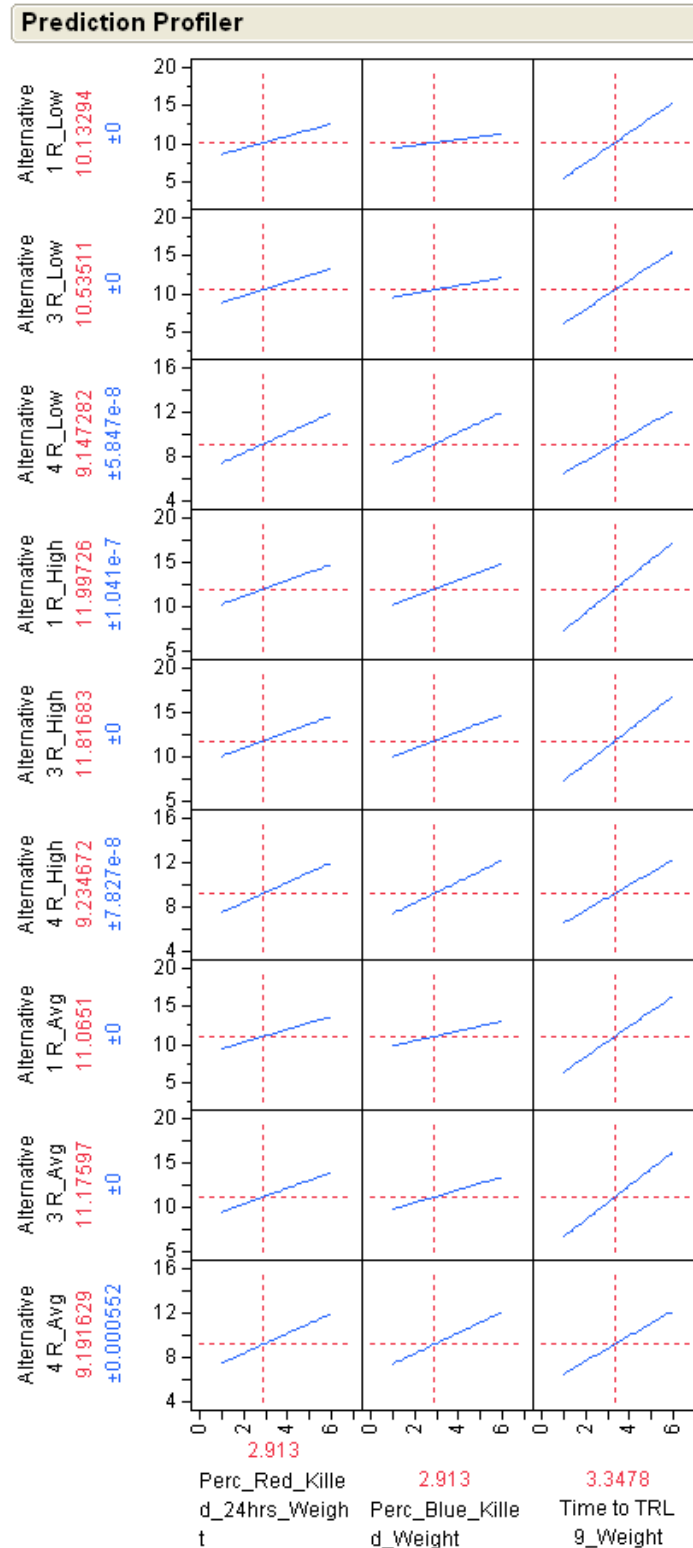 Prediction Profiler
Alternative
1 R_Low
10.13294
±0
20
15
10
5
Alternative
3 R_Low
10.53511
±0
20
15
10
5
Alternative
4 R_Low
9.147282
±5.847e-8
16
12
8
4
Alternative
1 R_High
11.99726
±1.041e-7
20
15
10
5
Alternative
3 R_High
11.81683
±0
20
15
10
5
Alternative
4 R_High
9.234672
±7.827e-8
16
12
8
4
Alternative
1 R_Avg
11.0651
±0
20
15
10
5
Alternative
3 R_Avg
11.17597
±0
20
15
10
5
Alternative
4 R_Avg
9.191629
±0.000552
16
12
8
4
0 2 4 6 0 2 4 6 0 2 4 6
2.913
Perc_Red_Kille
d_24hrs_Weigh
t
2.913
Perc_Blue_Kille
d_Weight
3.3478
Time to TRL
9_Weight